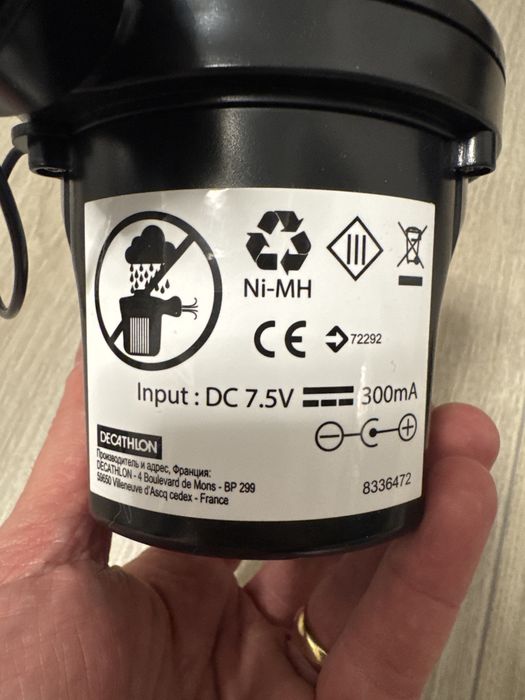 Ni-MH
CE 72292
Input : DC 7.5V 300mA
DECATHLON
Производитель и адрес, Франция:
DECATHLON - 4 Boulevard de Mons - BP 299
59650 Villeneuve d'Ascq cedex - France
8336472